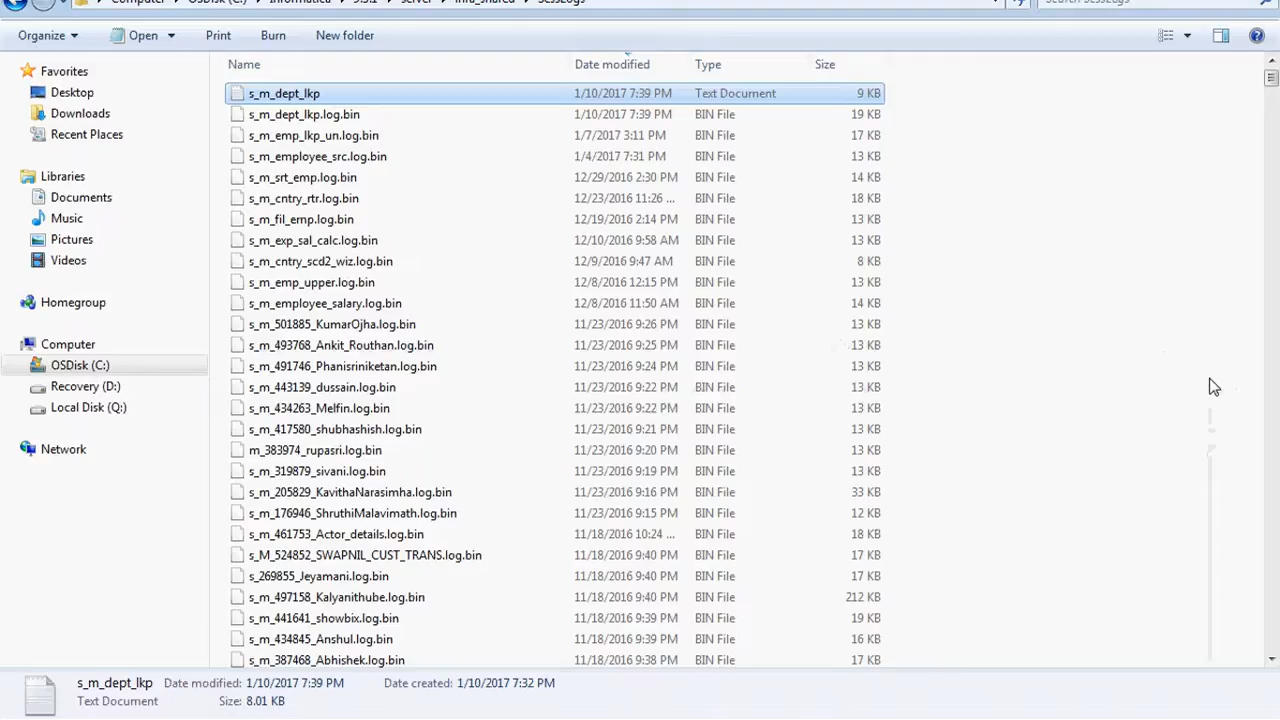 Computer OSDisk (C:) Informatica 9.5.1 server infa_shared SessLogs Search SessLogs
Organize Open Print Burn New folder
Name Date modified Type Size
Favorites
Desktop
Downloads
Recent Places
Libraries
Documents
Music
Pictures
Videos
Homegroup
Computer
OSDisk (C:)
Recovery (D:)
Local Disk (Q:)
Network
s_m_dept_lkp 1/10/2017 7:39 PM Text Document 9 KB
s_m_dept_lkp.log.bin 1/10/2017 7:39 PM BIN File 19 KB
s_m_emp_lkp_un.log.bin 1/7/2017 3:11 PM BIN File 17 KB
s_m_employee_src.log.bin 1/4/2017 7:31 PM BIN File 13 KB
s_m_srt_emp.log.bin 12/29/2016 2:30 PM BIN File 14 KB
s_m_cntry_rtr.log.bin 12/23/2016 11:26 ... BIN File 18 KB
s_m_fil_emp.log.bin 12/19/2016 2:14 PM BIN File 13 KB
s_m_exp_sal_calc.log.bin 12/10/2016 9:58 AM BIN File 13 KB
s_m_cntry_scd2_wiz.log.bin 12/9/2016 9:47 AM BIN File 8 KB
s_m_emp_upper.log.bin 12/8/2016 12:15 PM BIN File 13 KB
s_m_employee_salary.log.bin 12/8/2016 11:50 AM BIN File 14 KB
s_m_501885_KumarOjha.log.bin 11/23/2016 9:26 PM BIN File 13 KB
s_m_493768_Ankit_Routhan.log.bin 11/23/2016 9:25 PM BIN File 13 KB
s_m_491746_Phanisriniketan.log.bin 11/23/2016 9:24 PM BIN File 13 KB
s_m_443139_dussain.log.bin 11/23/2016 9:22 PM BIN File 13 KB
s_m_434263_Melfin.log.bin 11/23/2016 9:22 PM BIN File 13 KB
s_m_417580_shubhashish.log.bin 11/23/2016 9:21 PM BIN File 13 KB
m_383974_rupasri.log.bin 11/23/2016 9:20 PM BIN File 13 KB
s_m_319879_sivani.log.bin 11/23/2016 9:19 PM BIN File 13 KB
s_m_205829_KavithaNarasimha.log.bin 11/23/2016 9:16 PM BIN File 33 KB
s_m_176946_ShruthiMalavimath.log.bin 11/23/2016 9:15 PM BIN File 12 KB
s_m_461753_Actor_details.log.bin 11/18/2016 10:24 ... BIN File 18 KB
s_M_524852_SWAPNIL_CUST_TRANS.log.bin 11/18/2016 9:40 PM BIN File 17 KB
s_269855_Jeyamani.log.bin 11/18/2016 9:40 PM BIN File 17 KB
s_m_497158_Kalyanithube.log.bin 11/18/2016 9:40 PM BIN File 212 KB
s_m_441641_showbix.log.bin 11/18/2016 9:39 PM BIN File 19 KB
s_m_434845_Anshul.log.bin 11/18/2016 9:39 PM BIN File 16 KB
s_m_387468_Abhishek.log.bin 11/18/2016 9:38 PM BIN File 17 KB
s_m_dept_lkp Date modified: 1/10/2017 7:39 PM Date created: 1/10/2017 7:32 PM
Text Document Size: 8.01 KB